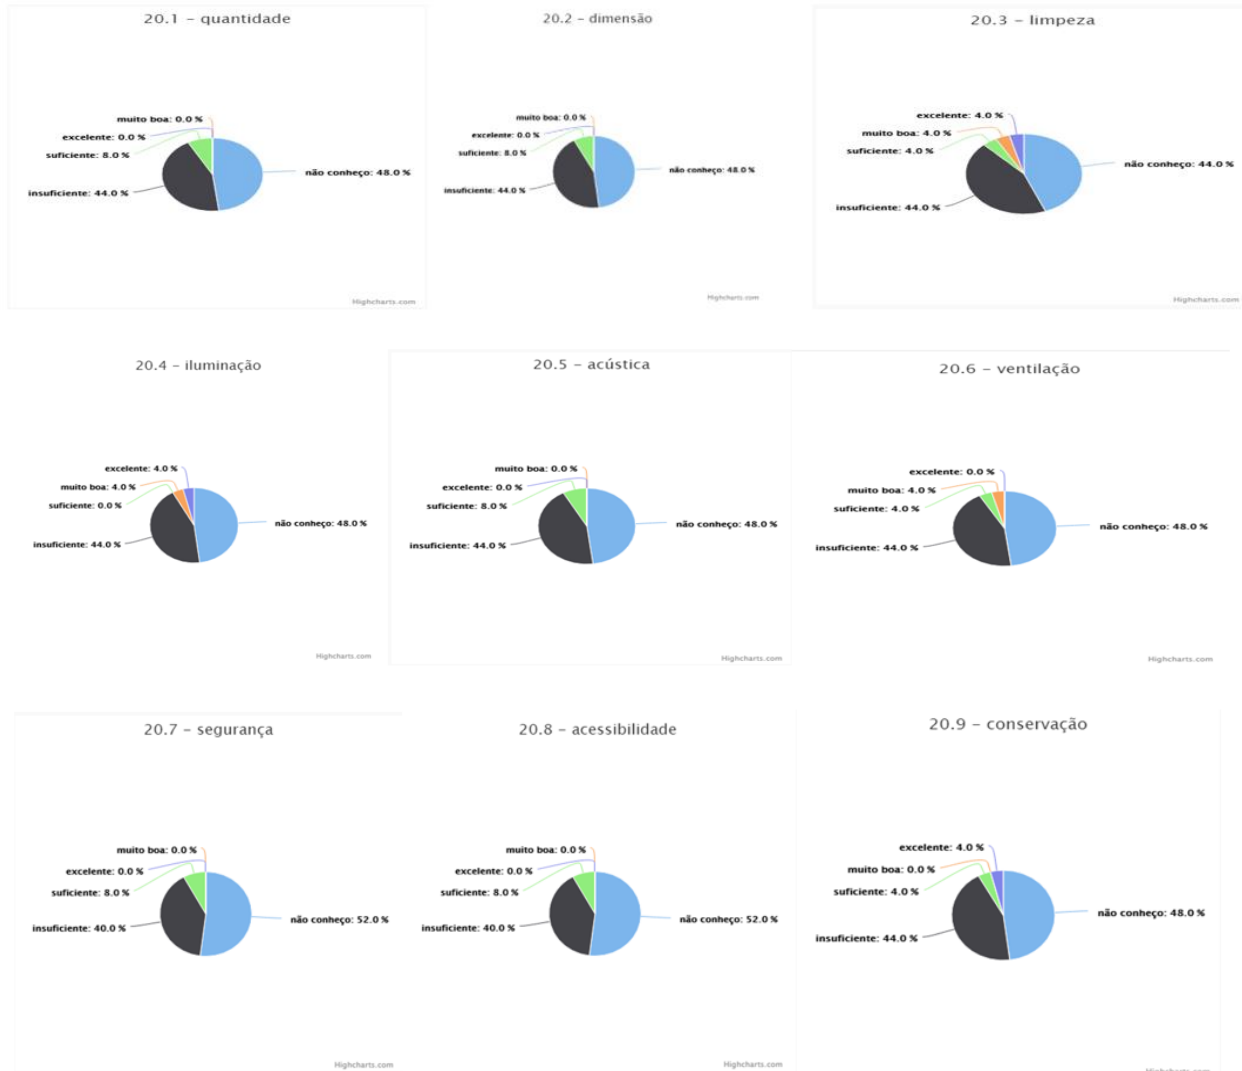 20.1 – quantidade
muito boa: 0.0 %
excelente: 0.0 %
suficiente: 8.0 %
não conheço: 48.0 %
insuficiente: 44.0 %
Highcharts.com
20.2 – dimensão
muito boa: 0.0 %
excelente: 0.0 %
suficiente: 8.0 %
não conheço: 48.0 %
insuficiente: 44.0 %
Highcharts.com
20.3 – limpeza
excelente: 4.0 %
muito boa: 4.0 %
suficiente: 4.0 %
não conheço: 44.0 %
insuficiente: 44.0 %
Highcharts.com
20.4 – iluminação
excelente: 4.0 %
muito boa: 4.0 %
suficiente: 0.0 %
não conheço: 48.0 %
insuficiente: 44.0 %
Highcharts.com
20.5 – acústica
muito boa: 0.0 %
excelente: 0.0 %
suficiente: 8.0 %
não conheço: 48.0 %
insuficiente: 44.0 %
Highcharts.com
20.6 – ventilação
excelente: 0.0 %
muito boa: 4.0 %
suficiente: 4.0 %
não conheço: 48.0 %
insuficiente: 44.0 %
Highcharts.com
20.7 – segurança
muito boa: 0.0 %
excelente: 0.0 %
suficiente: 8.0 %
não conheço: 52.0 %
insuficiente: 40.0 %
Highcharts.com
20.8 – acessibilidade
muito boa: 0.0 %
excelente: 0.0 %
suficiente: 8.0 %
não conheço: 52.0 %
insuficiente: 40.0 %
Highcharts.com
20.9 – conservação
excelente: 4.0 %
muito boa: 0.0 %
suficiente: 4.0 %
não conheço: 48.0 %
insuficiente: 44.0 %
Highcharts.com